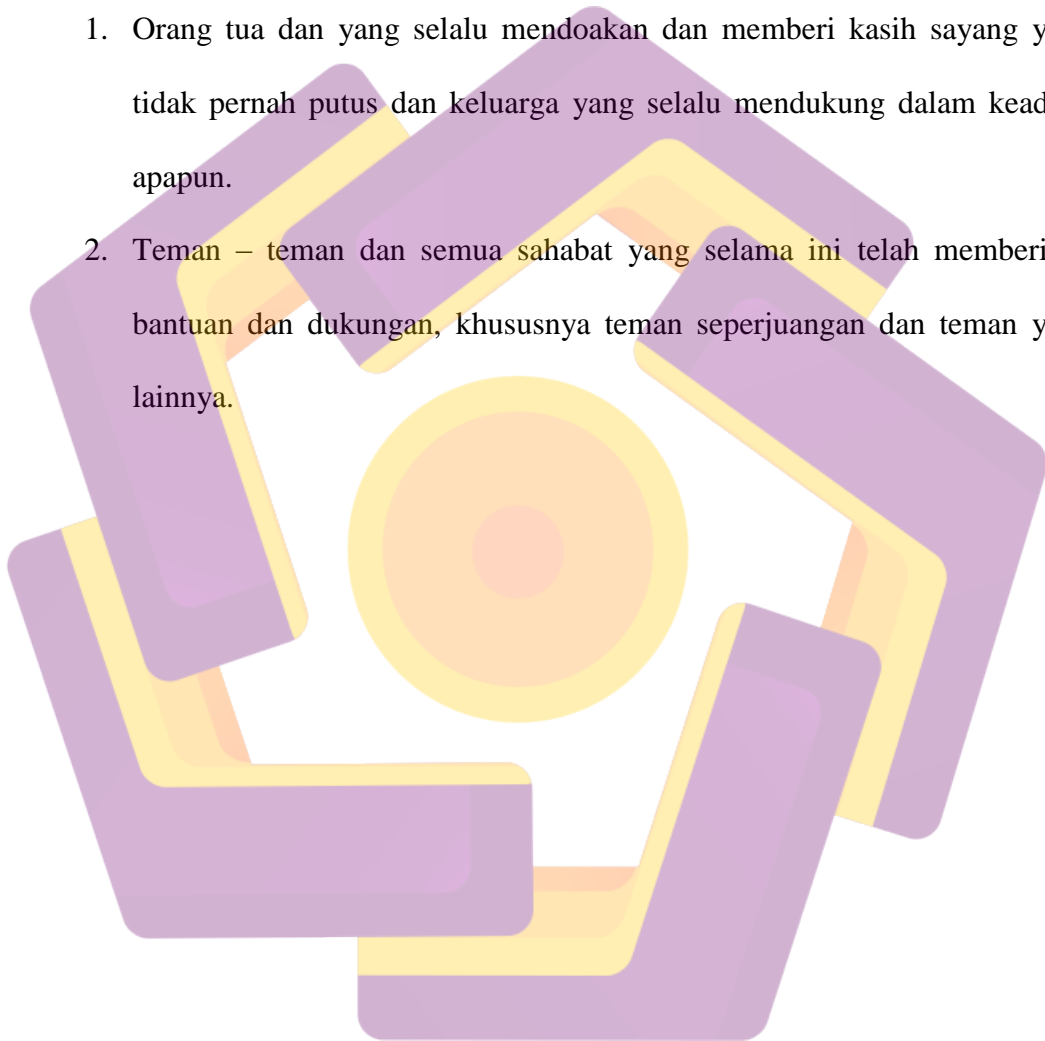 1. Orang tua dan yang selalu mendoakan dan memberi kasih sayang y
tidak pernah putus dan keluarga yang selalu mendukung dalam kead
apapun.
2. Teman – teman dan semua sahabat yang selama ini telah memberi
bantuan dan dukungan, khususnya teman seperjuangan dan teman y
lainnya.